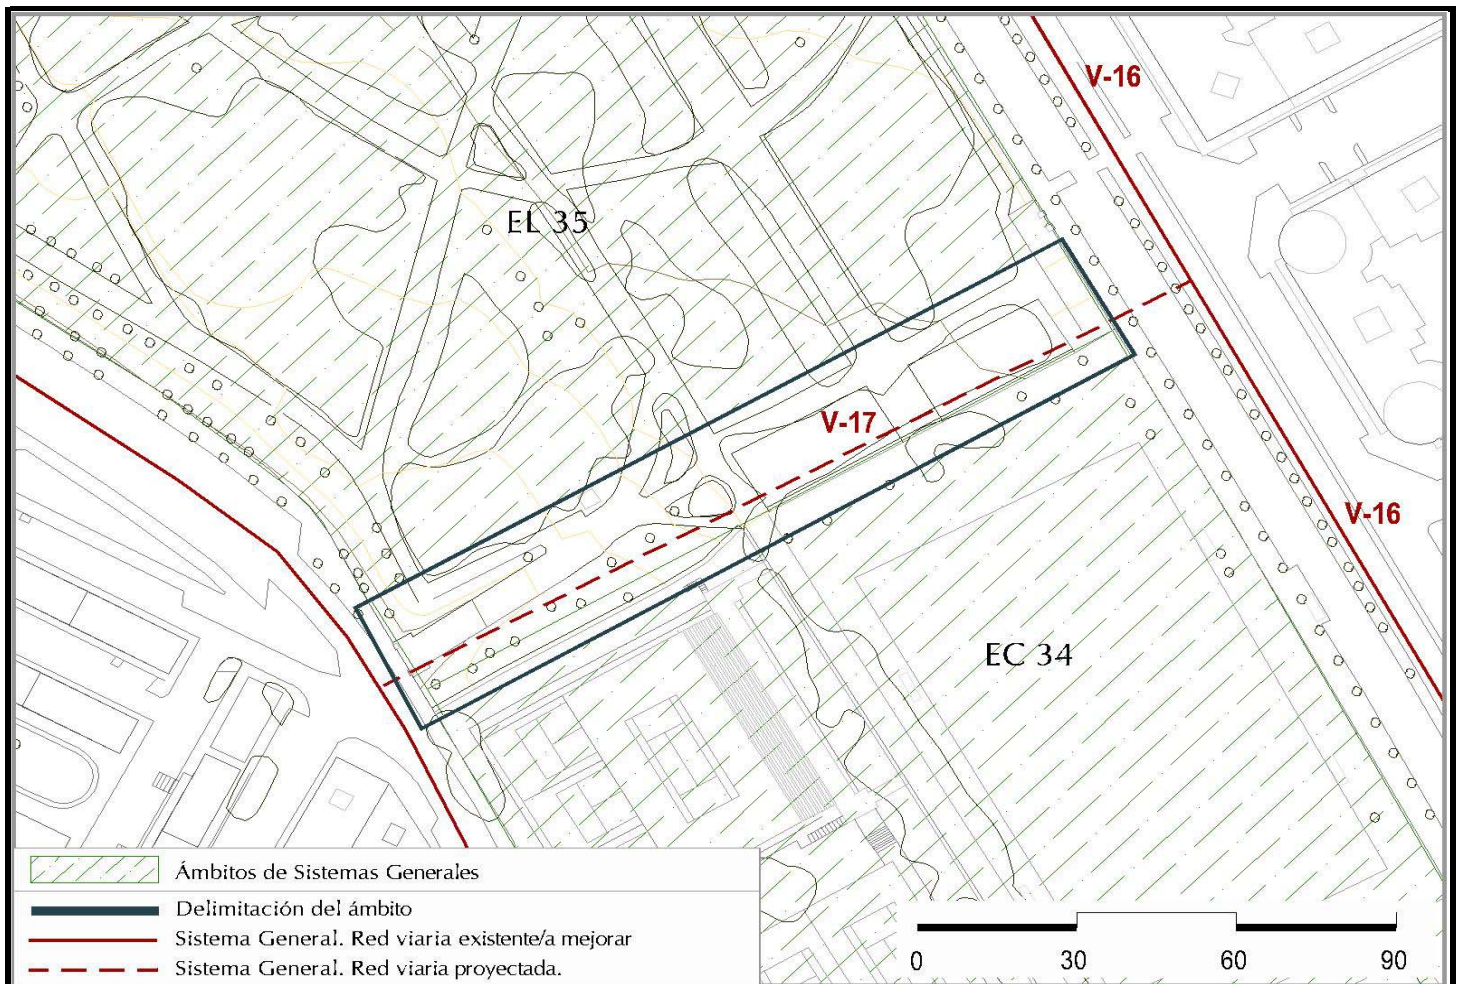 V-16
EL 35
V-17
V-16
EC 34
Ámbitos de Sistemas Generales
Delimitación del ámbito
Sistema General. Red viaria existente/a mejorar
Sistema General. Red viaria proyectada.
0 30 60 90